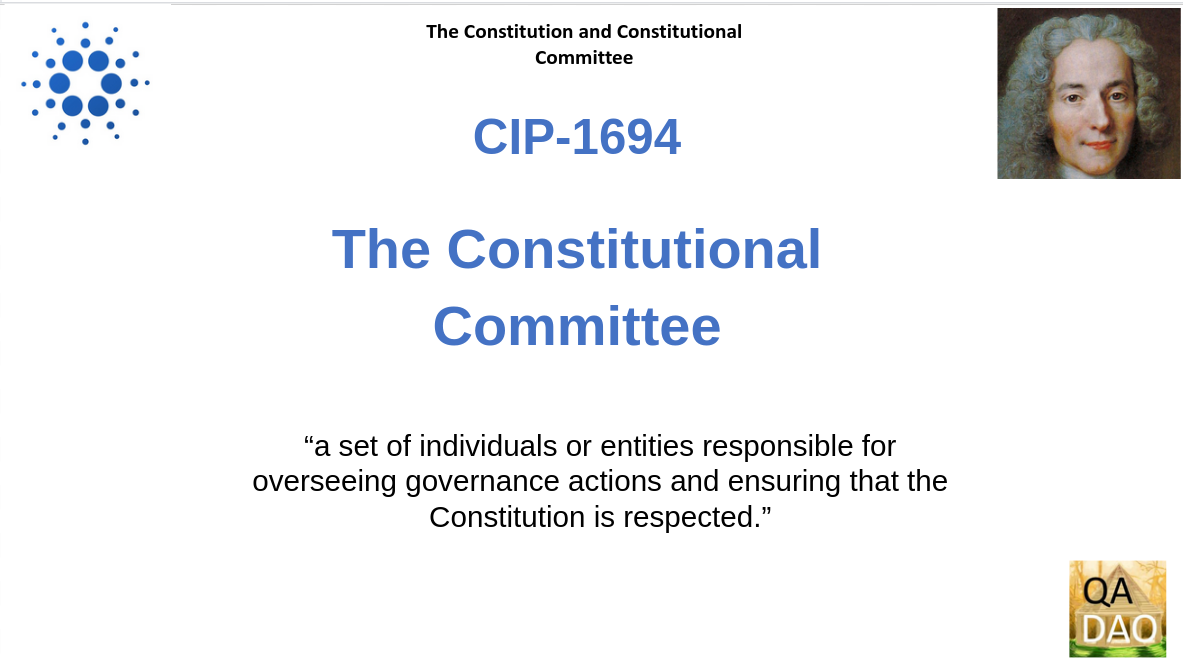 The Constitution and Constitutional
Committee
CIP-1694
The Constitutional
Committee
“a set of individuals or entities responsible for
overseeing governance actions and ensuring that the
Constitution is respected.”
QA
DAO